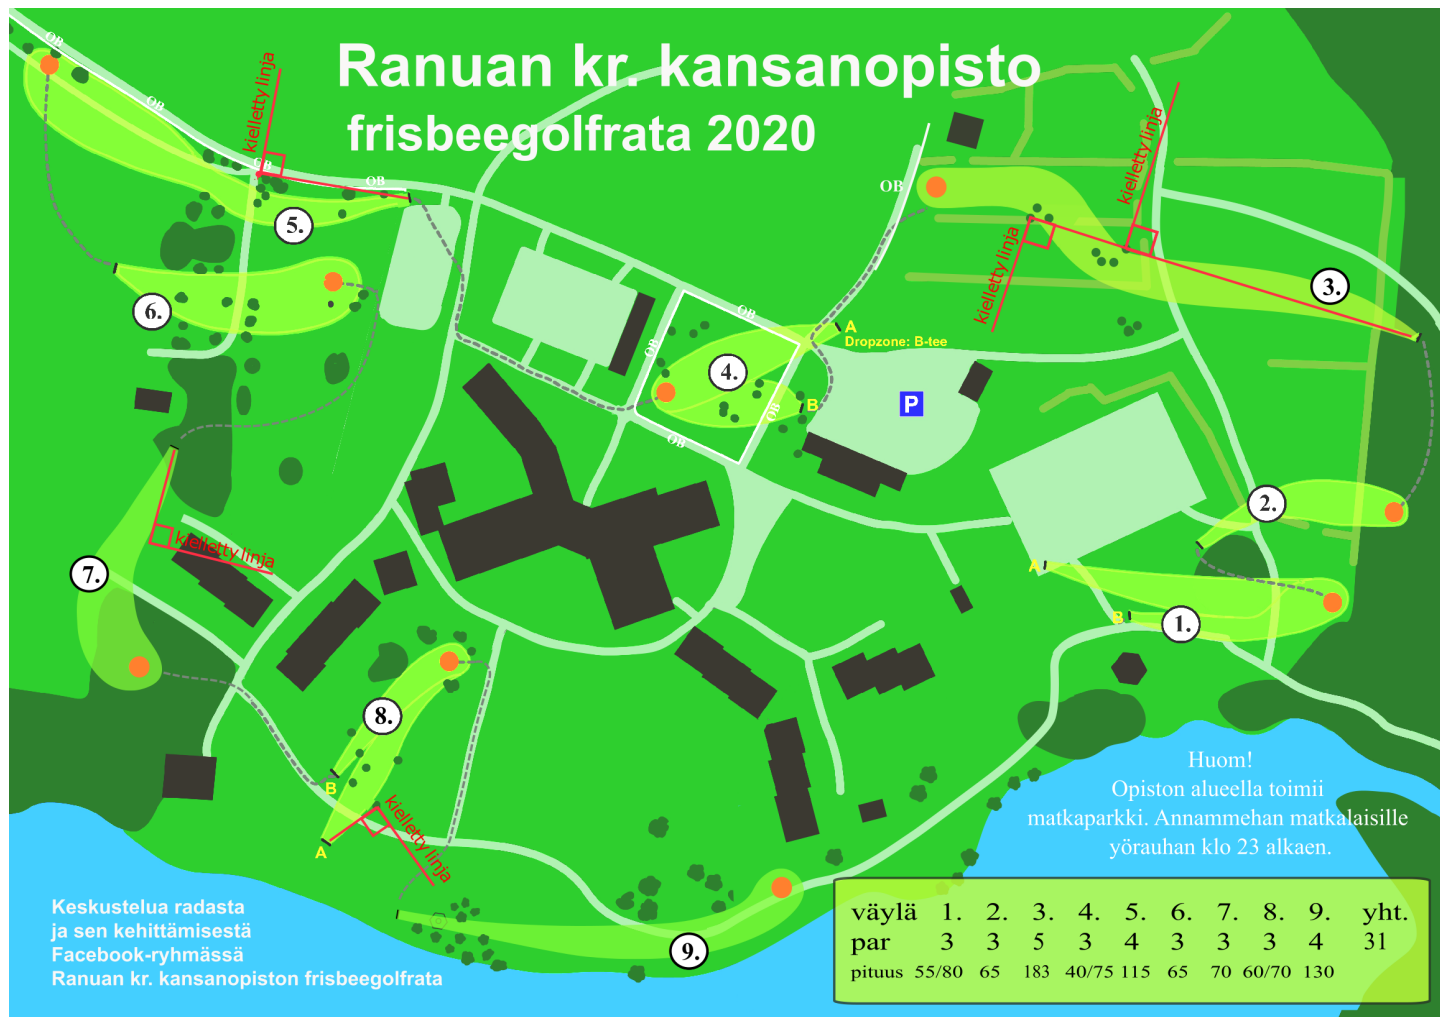 Ranuan kr. kansanopisto
frisbeegolfrata 2020
OB
OB
OB
OB
kielletty linja
5.
6.
OB
kielletty linja
kielletty linja
3.
OB
OB
OB
OB
4.
A
Dropzone: B-tee
B
P
2.
A
B
1.
kielletty linja
7.
8.
B
A
kielletty linja
9.
Huom!
Opiston alueella toimii
matkaparkki. Annammehan matkalaisille
yörauhan klo 23 alkaen.
Keskustelua radasta
ja sen kehittämisestä
Facebook-ryhmässä
Ranuan kr. kansanopiston frisbeegolfrata
väylä 1. 2. 3. 4. 5. 6. 7. 8. 9. yht.
par 3 3 5 3 4 3 3 3 4 31
pituus 55/80 65 183 40/75 115 65 70 60/70 130